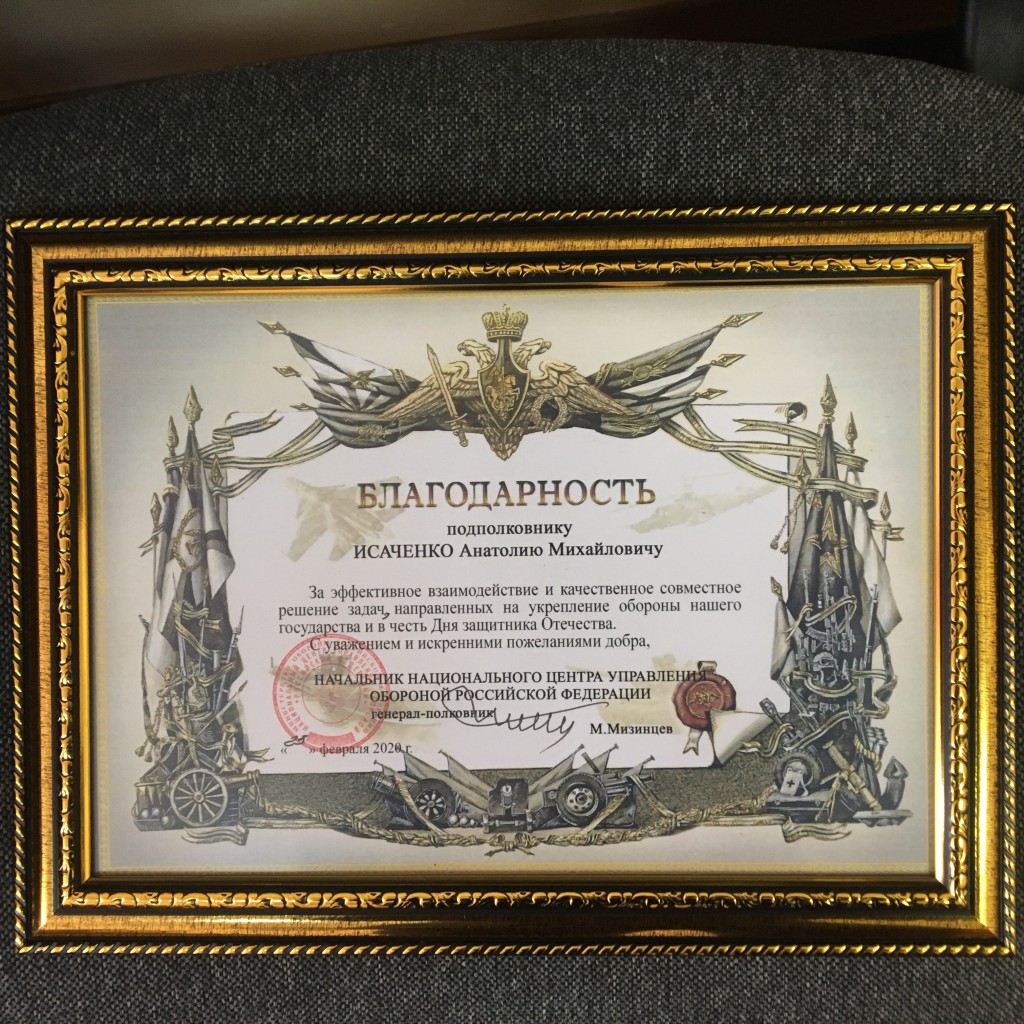 БЛАГОДАРНОСТЬ
подполковнику
ИСАЧЕНКО Анатолию Михайловичу
За эффективное взаимодействие и качественное совместное
решение задач, направленных на укрепление обороны нашего
государства и в честь Дня защитника Отечества.
С уважением и искренними пожеланиями добра,
НАЧАЛЬНИК НАЦИОНАЛЬНОГО ЦЕНТРА УПРАВЛЕНИЯ
ОБОРОНОЙ РОССИЙСКОЙ ФЕДЕРАЦИИ
генерал-полковник
М.Мизинцев
« » февраля 2020 г.